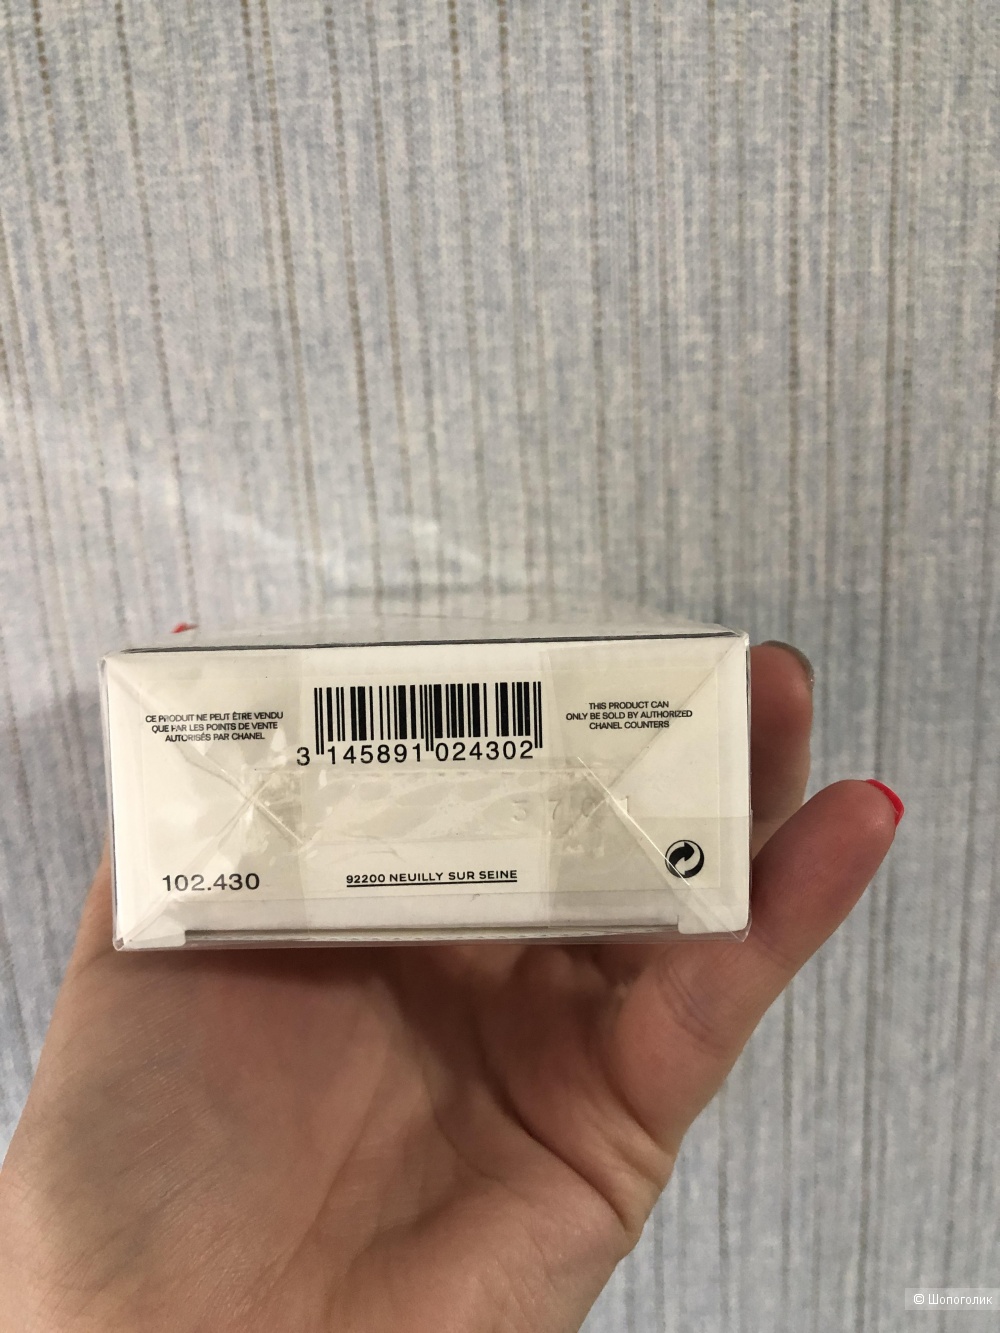 CE PRODUIT NE PEUT ÊTRE VENDU
QUE PAR LES POINTS DE VENTE
AUTORISÉS PAR CHANEL
3 145891 024302
THIS PRODUCT CAN
ONLY BE SOLD BY AUTHORIZED
CHANEL COUNTERS
102.430
92200 NEUILLY SUR SEINE
© Шопоголик